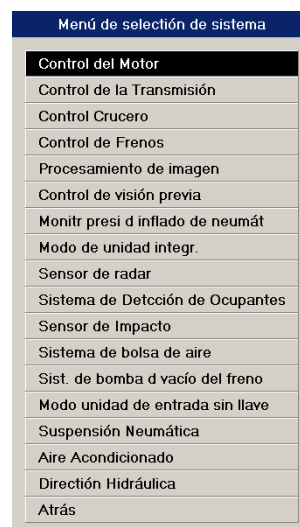 Menú de selectión de sistema
Control del Motor
Control de la Transmisión
Control Crucero
Control de Frenos
Procesamiento de imagen
Control de visión previa
Monitr presi d inflado de neumát
Modo de unidad integr.
Sensor de radar
Sistema de Detcción de Ocupantes
Sensor de Impacto
Sistema de bolsa de aire
Sist. de bomba d vacío del freno
Modo unidad de entrada sin llave
Suspensión Neumática
Aire Acondicionado
Directión Hidráulica
Atrás